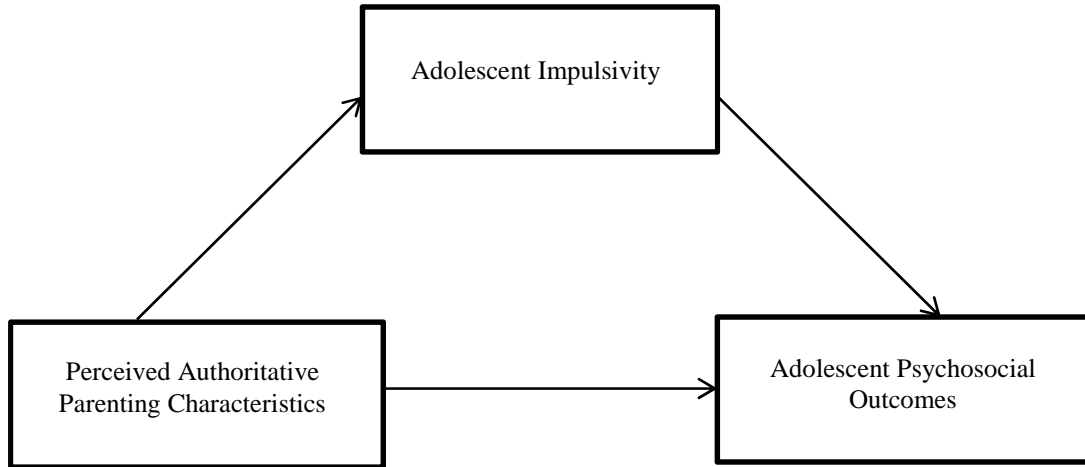 Adolescent Impulsivity
Perceived Authoritative
Parenting Characteristics
Adolescent Psychosocial
Outcomes